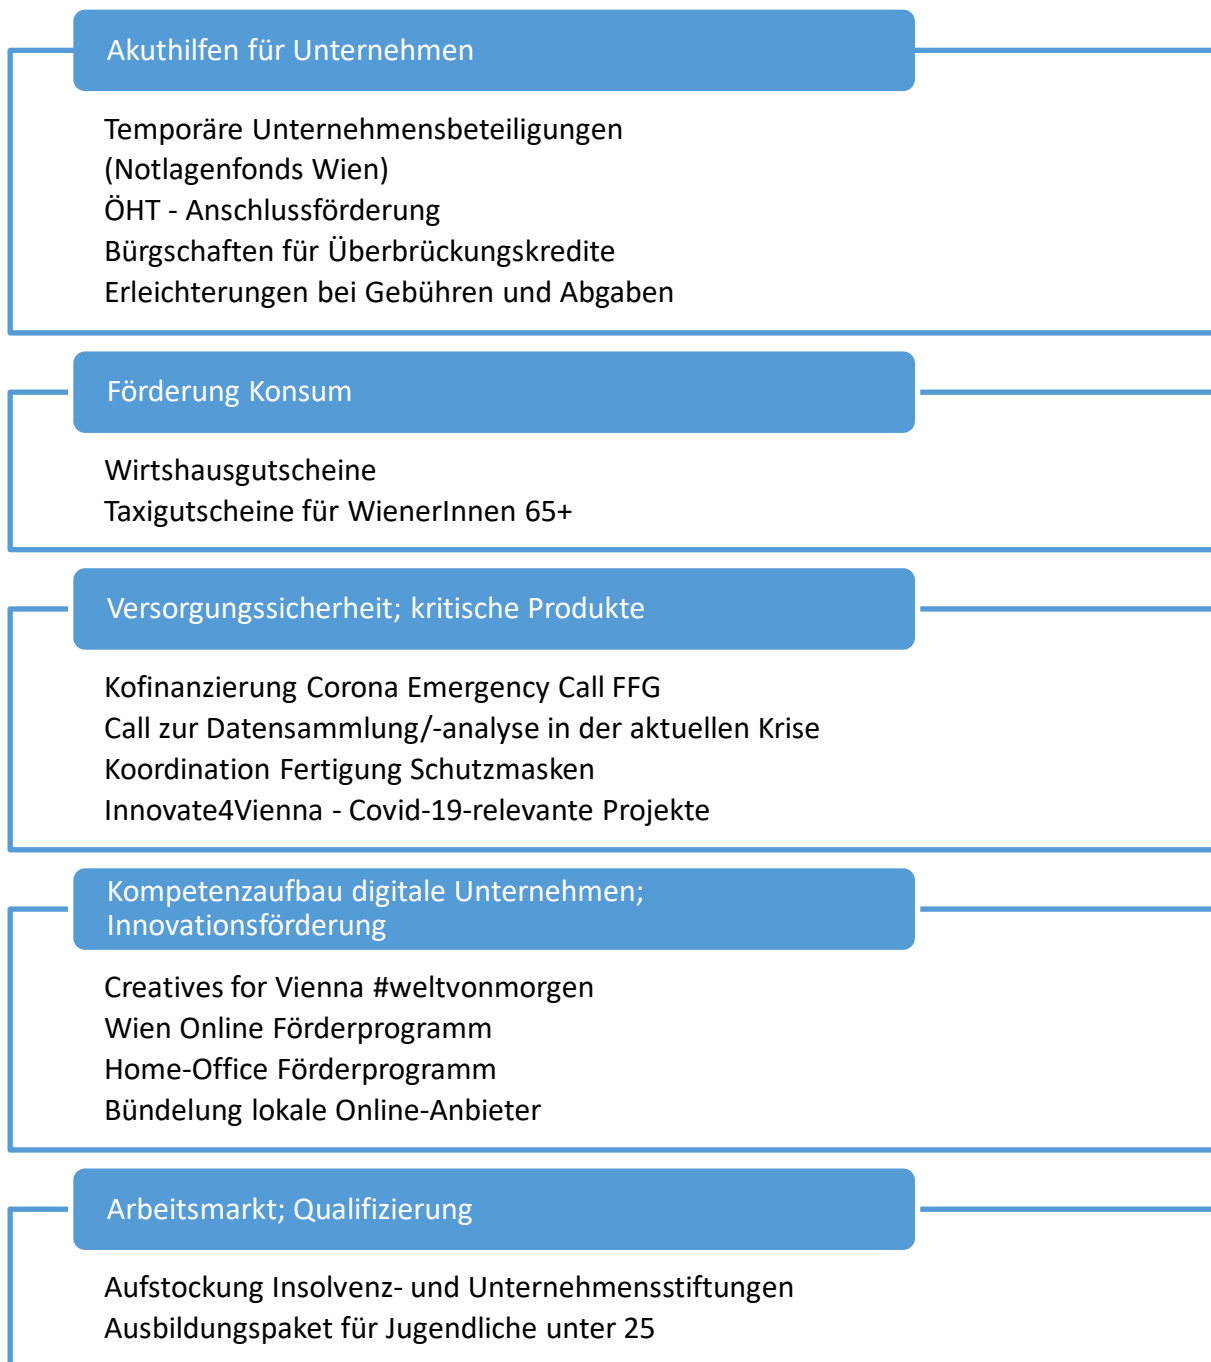 Akuthilfen für Unternehmen
Temporäre Unternehmensbeteiligungen
(Notlagenfonds Wien)
ÖHT - Anschlussförderung
Bürgschaften für Überbrückungskredite
Erleichterungen bei Gebühren und Abgaben
Förderung Konsum
Wirtshausgutscheine
Taxigutscheine für WienerInnen 65+
Versorgungssicherheit; kritische Produkte
Kofinanzierung Corona Emergency Call FFG
Call zur Datensammlung/-analyse in der aktuellen Krise
Koordination Fertigung Schutzmasken
Innovate4Vienna - Covid-19-relevante Projekte
Kompetenzaufbau digitale Unternehmen;
Innovationsförderung
Creatives for Vienna #weltvonmorgen
Wien Online Förderprogramm
Home-Office Förderprogramm
Bündelung lokale Online-Anbieter
Arbeitsmarkt; Qualifizierung
Aufstockung Insolvenz- und Unternehmensstiftungen
Ausbildungspaket für Jugendliche unter 25